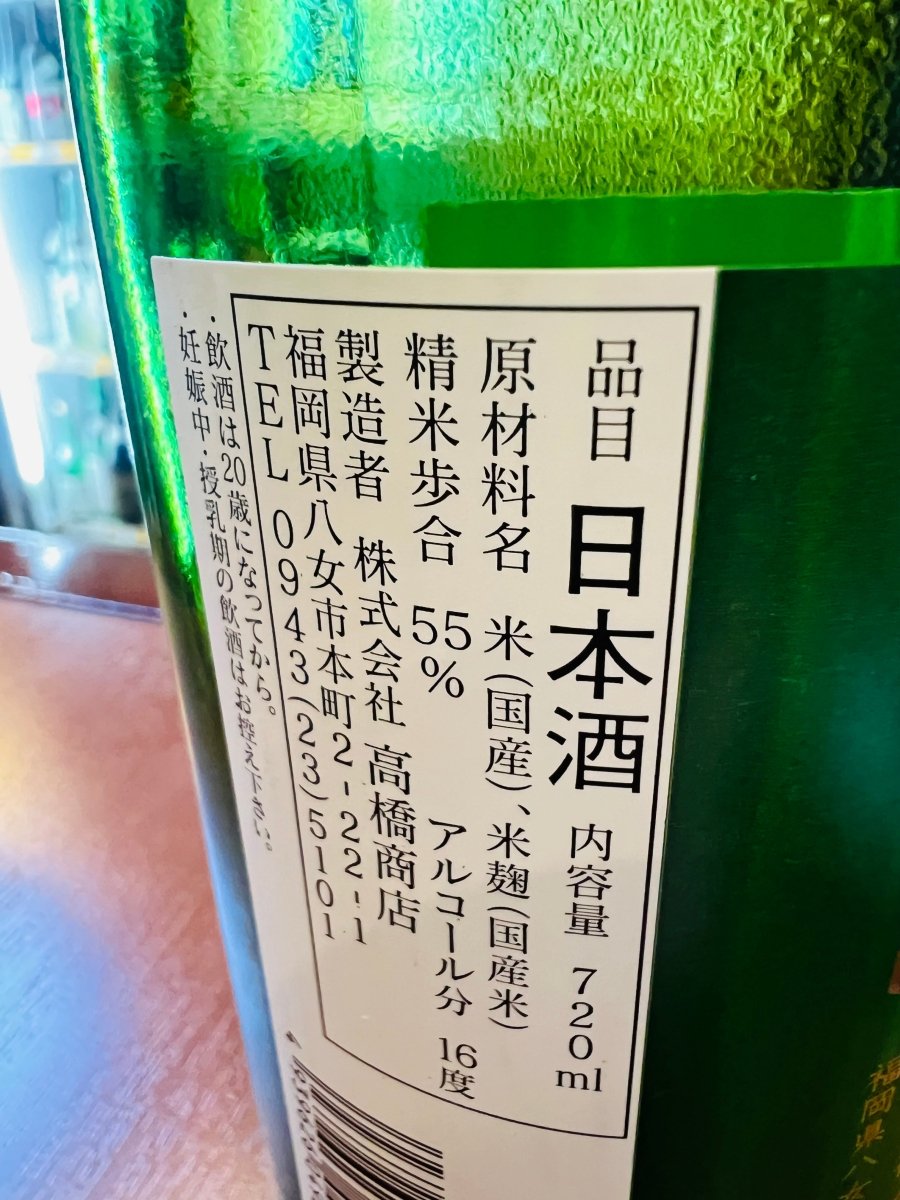 品目 日本酒 内容量 720ml
原材料名 米(国産)、米麹(国産米)
精米歩合 55% アルコール分 16度
製造者 株式会社 高橋商店
福岡県八女市本町2-22-1
TEL 0943(23)5101
・飲酒は20歳になってから。
・妊娠中・授乳期の飲酒はお控え下さい。
福岡県八